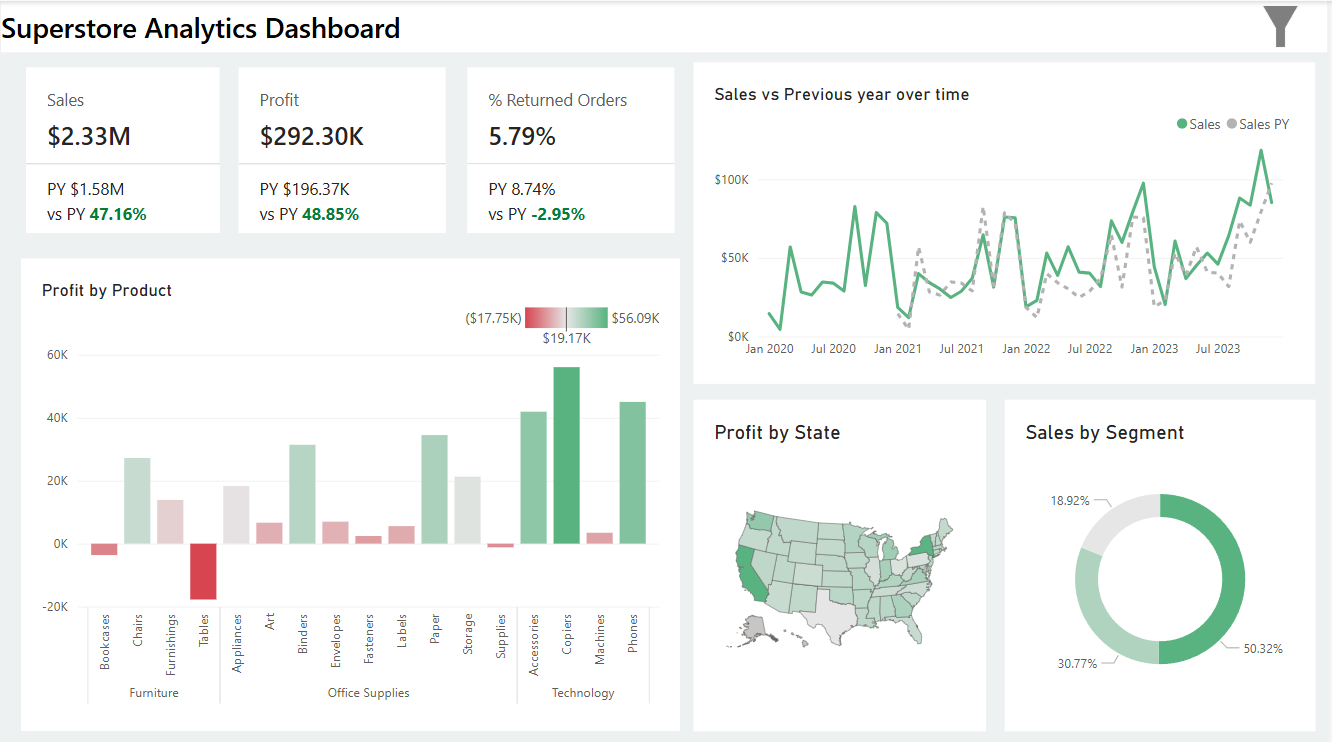 Superstore Analytics Dashboard
Sales
$2.33M
PY $1.58M
vs PY 47.16%
Profit
$292.30K
PY $196.37K
vs PY 48.85%
% Returned Orders
5.79%
PY 8.74%
vs PY -2.95%
Sales vs Previous year over time
Sales Sales PY
$100K
$50K
$0K
Jan 2020 Jul 2020 Jan 2021 Jul 2021 Jan 2022 Jul 2022 Jan 2023 Jul 2023
Profit by Product
($17.75K) $56.09K
$19.17K
60K
40K
20K
0K
-20K
Bookcases
Chairs
Furnishings
Tables
Appliances
Art
Binders
Envelopes
Fasteners
Labels
Paper
Storage
Supplies
Accessories
Copiers
Machines
Phones
Furniture Office Supplies Technology
Profit by State
Sales by Segment
18.92%
50.32%
30.77%